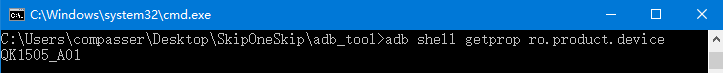 C:\Windows\system32\cmd.exe
C:\Users\compasser\Desktop\SkipOneSkip\adb_tool>adb shell getprop ro.product.device
QK1505_A01